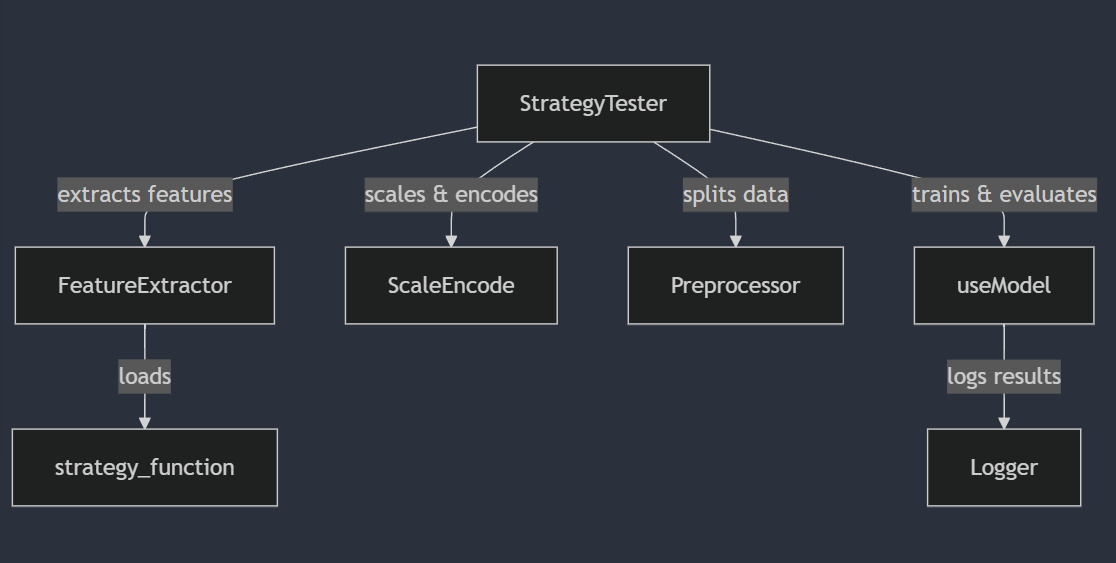 StrategyTester
extracts features
scales & encodes
splits data
trains & evaluates
FeatureExtractor
ScaleEncode
Preprocessor
useModel
loads
logs results
strategy_function
Logger